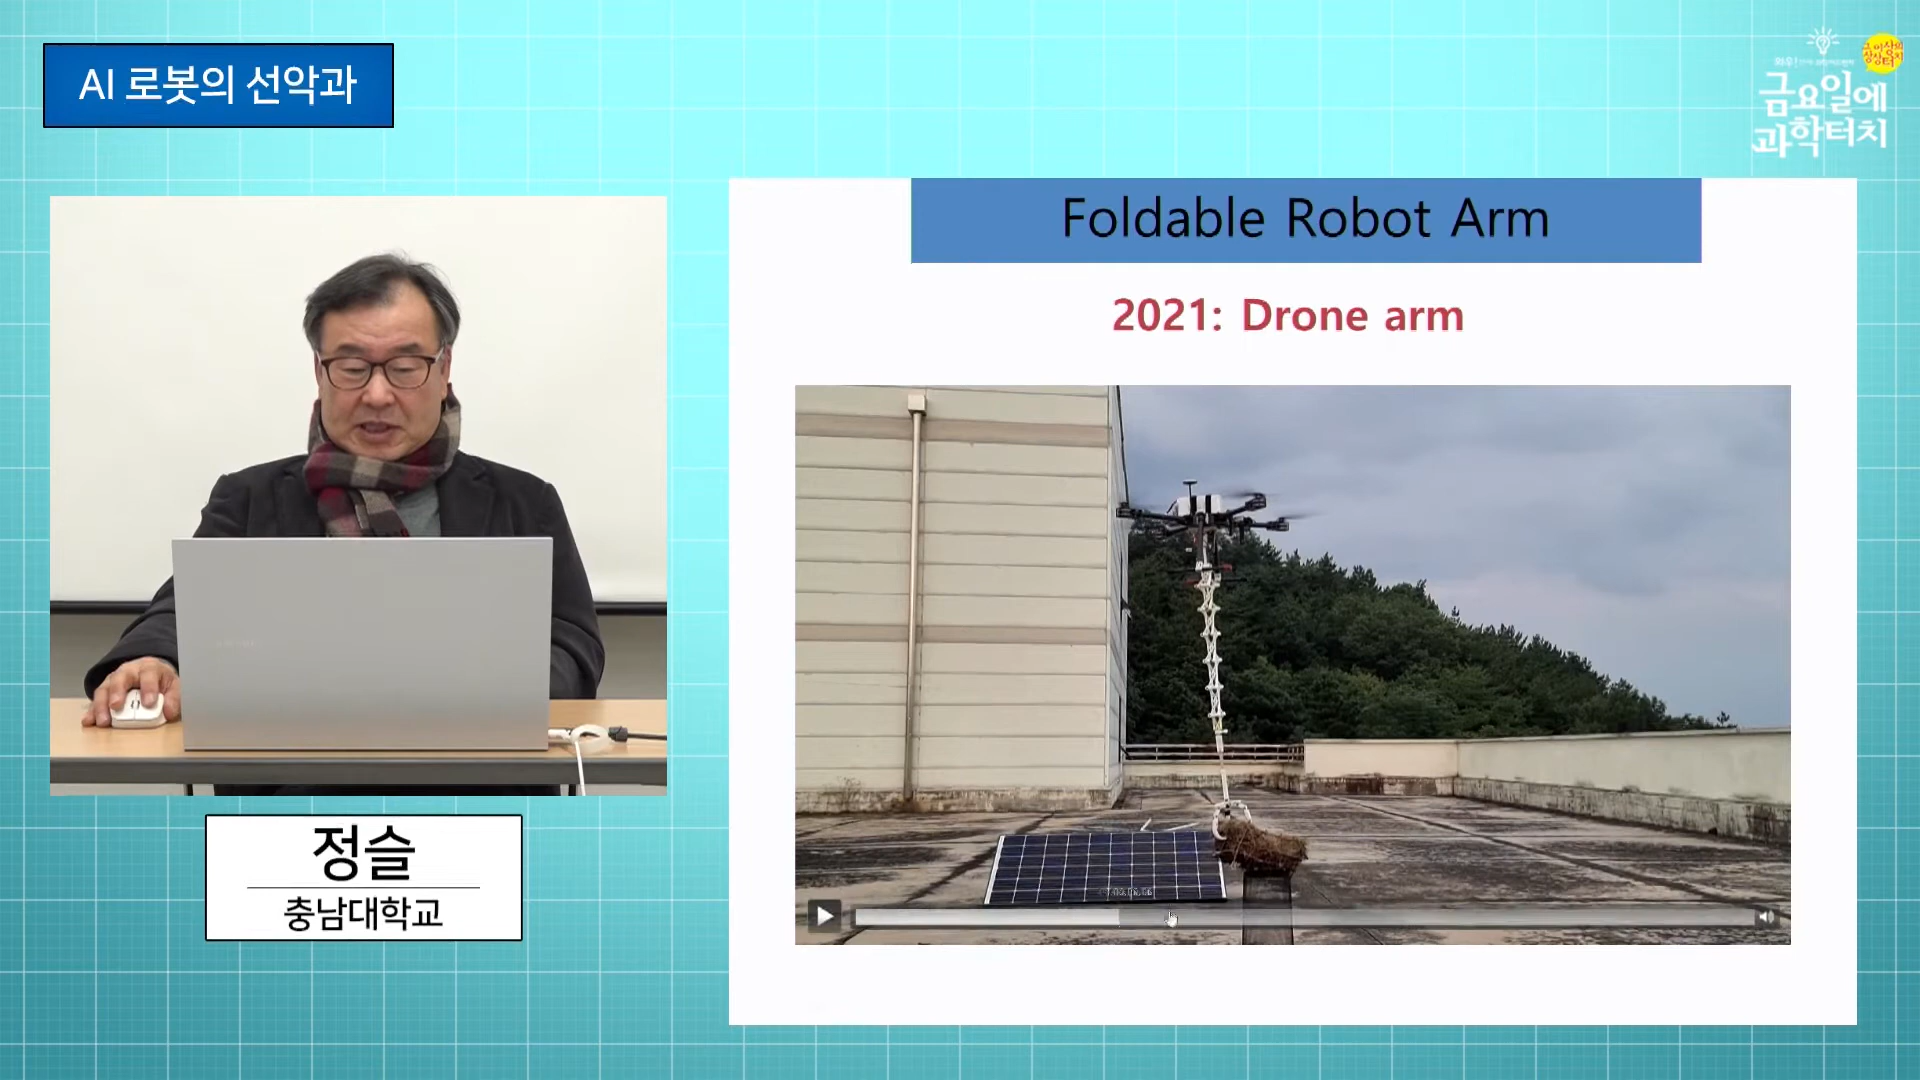 AI 로봇의 선악과
금요일에
과학터치
Foldable Robot Arm
2021: Drone arm
정슬
충남대학교